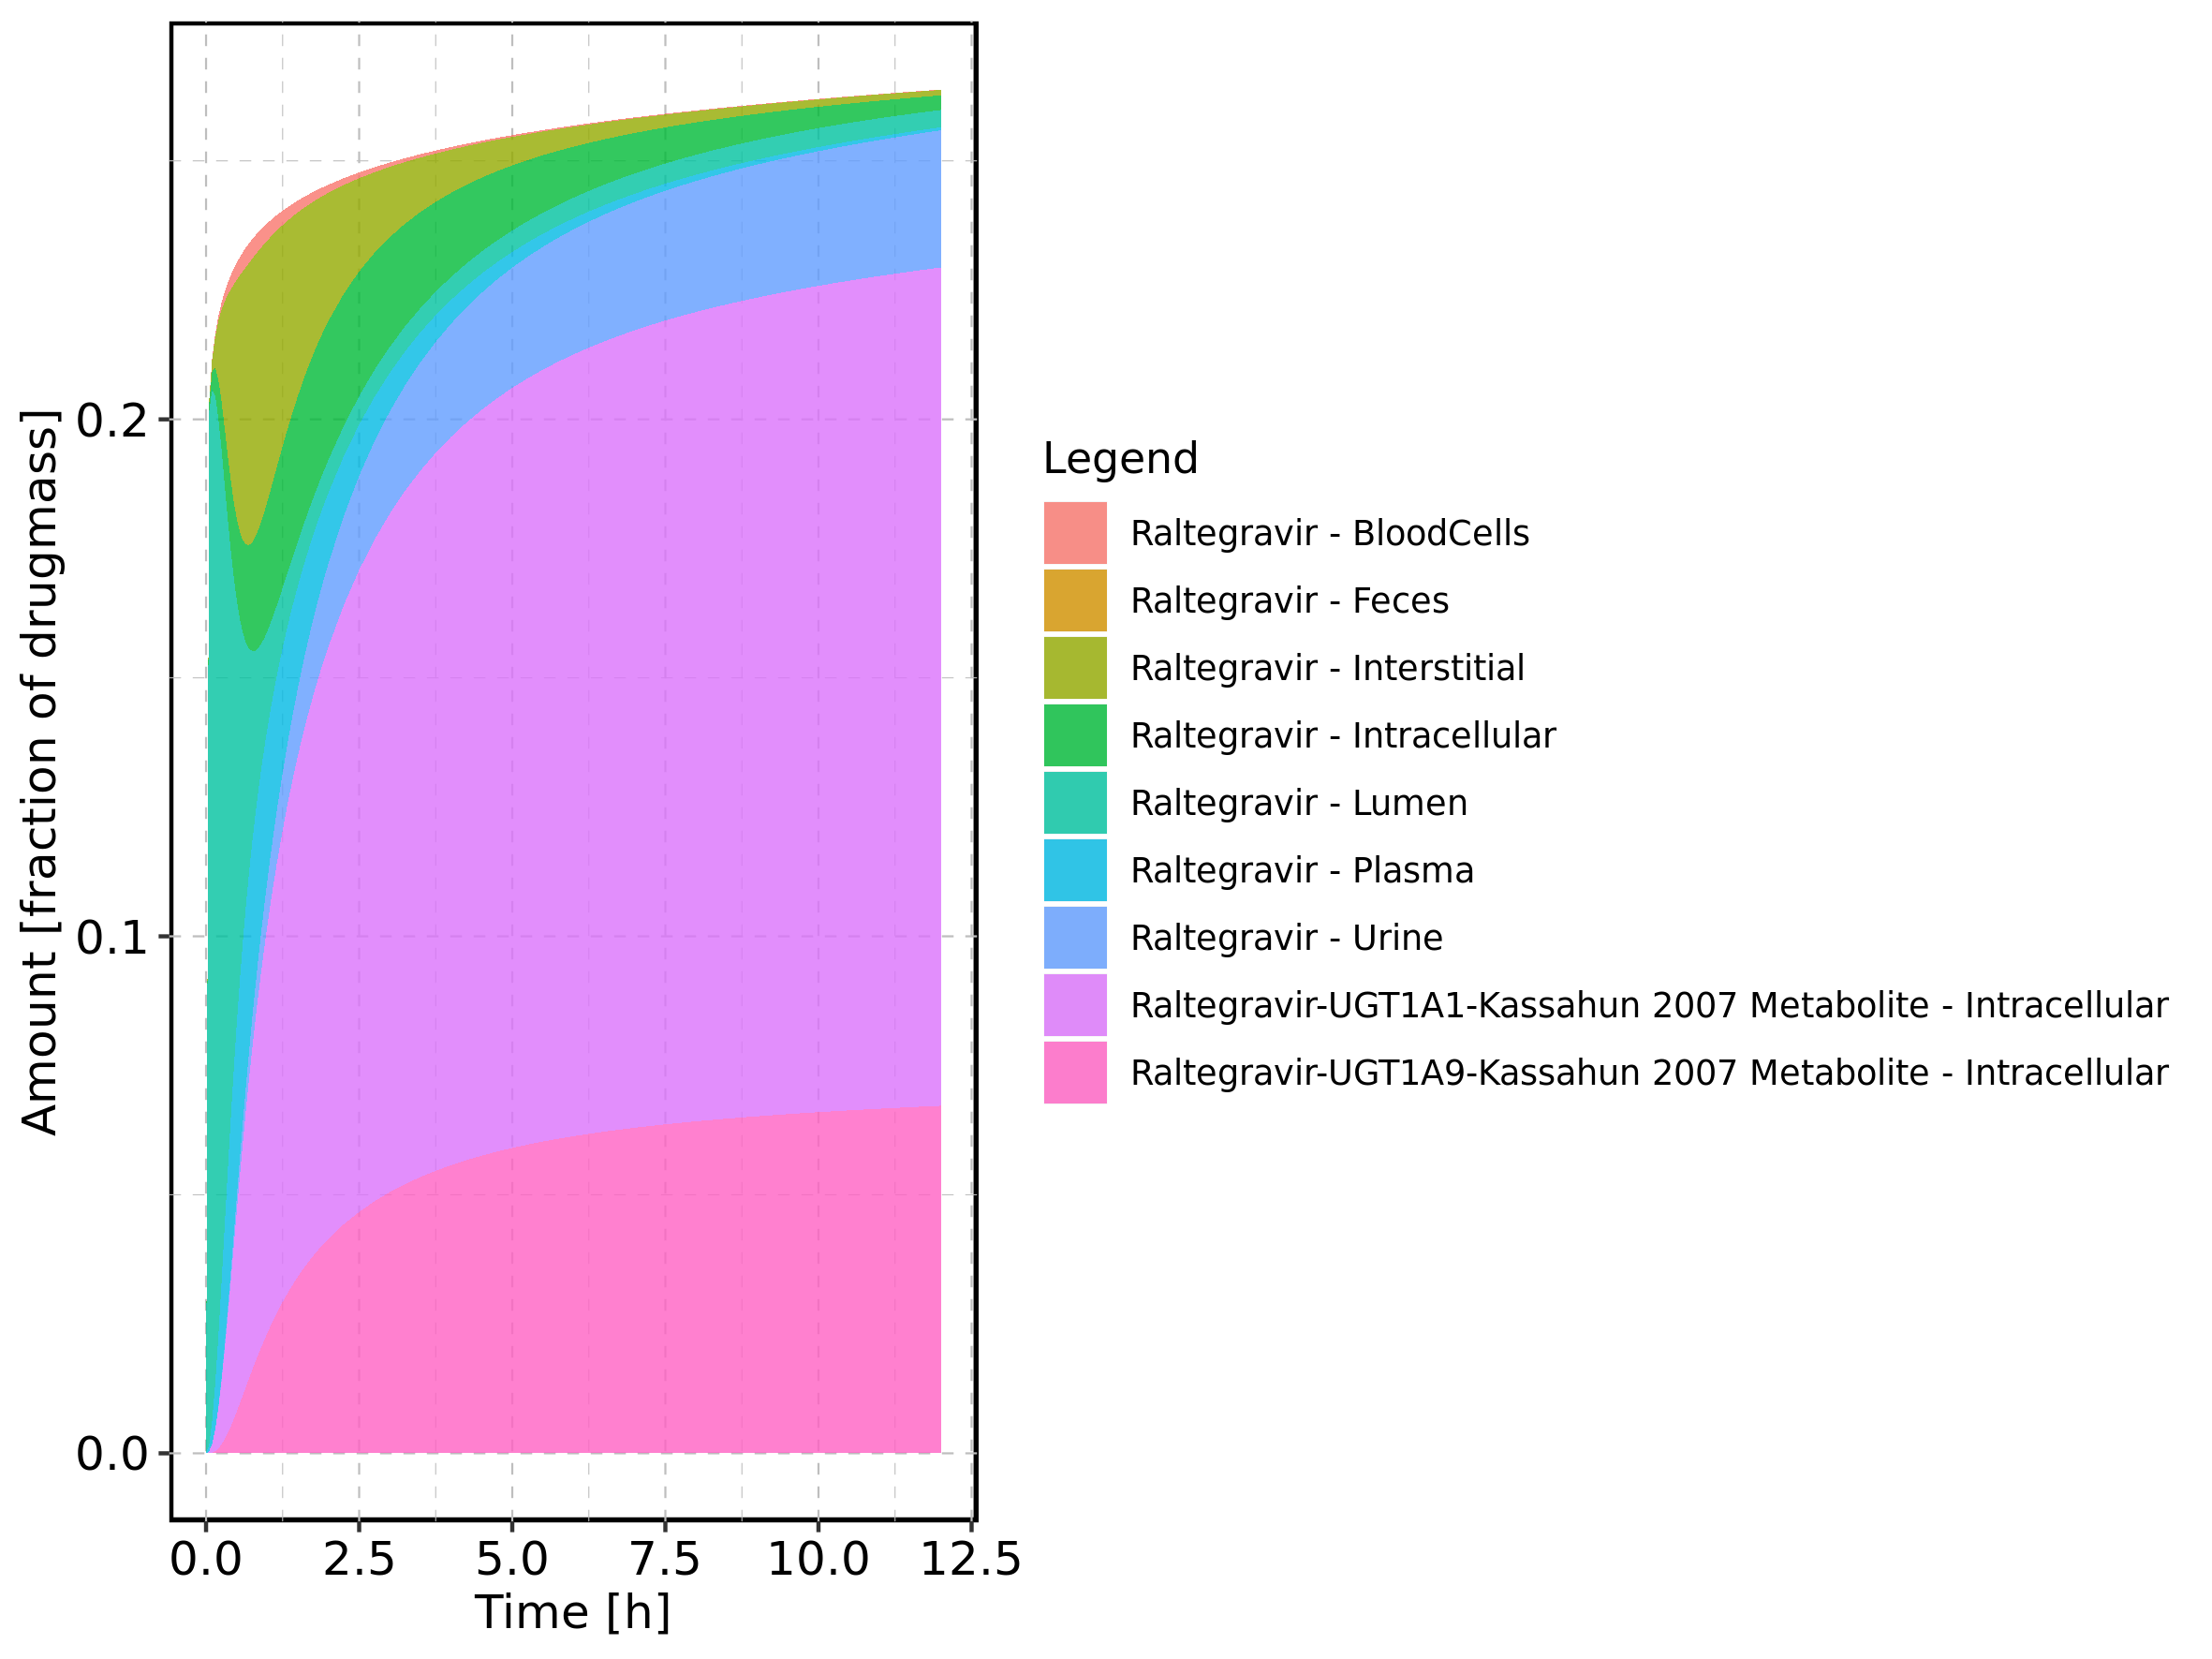 Amount [fraction of drugmass]
0.2
0.1
0.0
0.0 2.5 5.0 7.5 10.0 12.5
Time [h]
Legend
Raltegravir - BloodCells
Raltegravir - Feces
Raltegravir - Interstitial
Raltegravir - Intracellular
Raltegravir - Lumen
Raltegravir - Plasma
Raltegravir - Urine
Raltegravir-UGT1A1-Kassahun 2007 Metabolite - Intracellular
Raltegravir-UGT1A9-Kassahun 2007 Metabolite - Intracellular